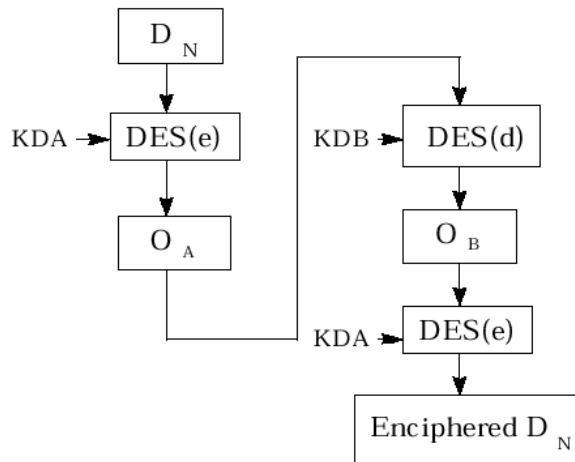 D N
KDA DES(e)
O A
KDB DES(d)
O B
KDA DES(e)
Enciphered D N